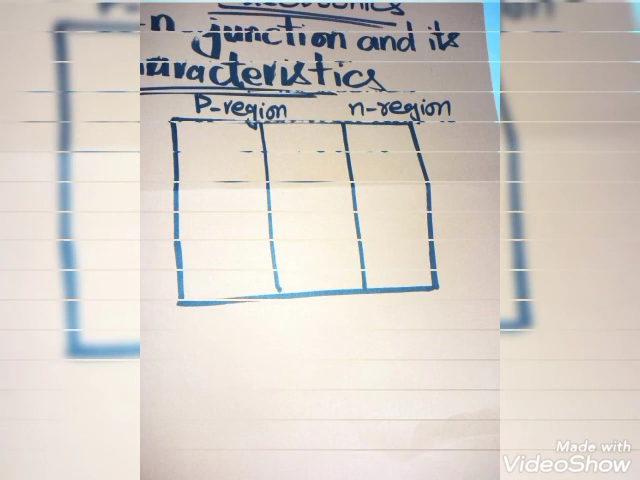 n junction and its
P-region n-region
Made with
VideoShow